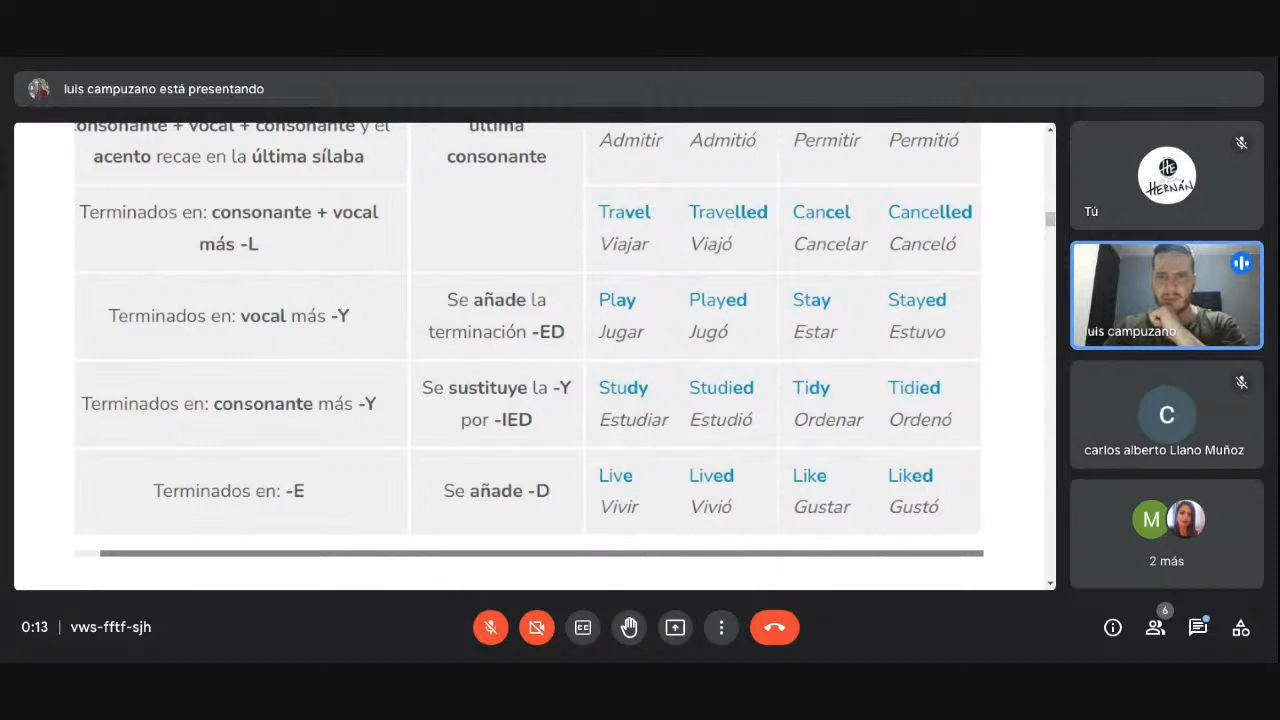 luis campuzano está presentando
consonante + vocal + consonante y el
acento recae en la última sílaba
última
consonante
Admitir Admitió Permitir Permitió
Terminados en: consonante + vocal
más -L
Travel Travelled Cancel Cancelled
Viajar Viajó Cancelar Canceló
Terminados en: vocal más -Y
Se añade la
terminación -ED
Play Played Stay Stayed
Jugar Jugó Estar Estuvo
Terminados en: consonante más -Y
Se sustituye la -Y
por -IED
Study Studied Tidy Tidied
Estudiar Estudió Ordenar Ordenó
Terminados en: -E
Se añade -D
Live Lived Like Liked
Vivir Vivió Gustar Gustó
HE
HERNÁN
Tú
luis campuzano
C
carlos alberto Llano Muñoz
M
2 más
0:13 | vws-fftf-sjh
CC
6